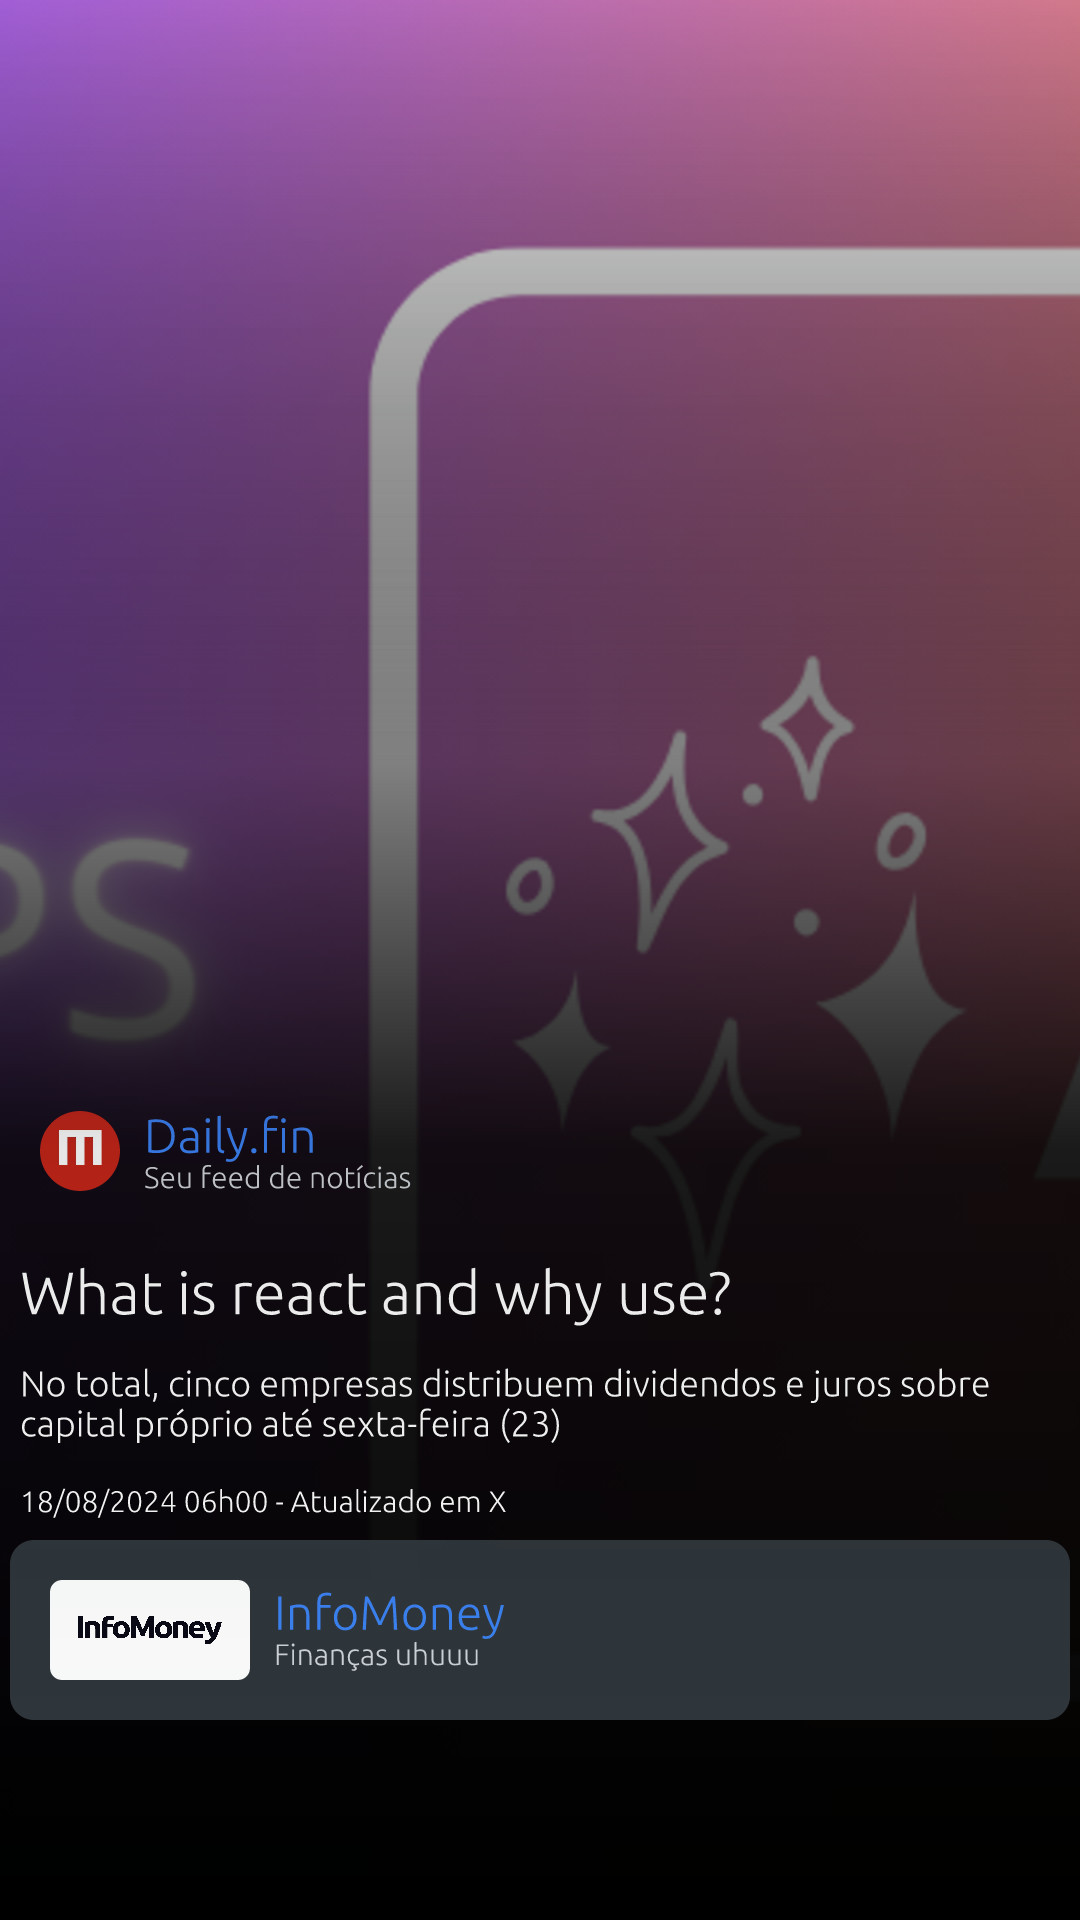 PS
m
Daily.fin
Seu feed de notícias
What is react and why use?
No total, cinco empresas distribuem dividendos e juros sobre
capital próprio até sexta-feira (23)
18/08/2024 06h00 - Atualizado em X
InfoMoney
InfoMoney
Finanças uhuuu